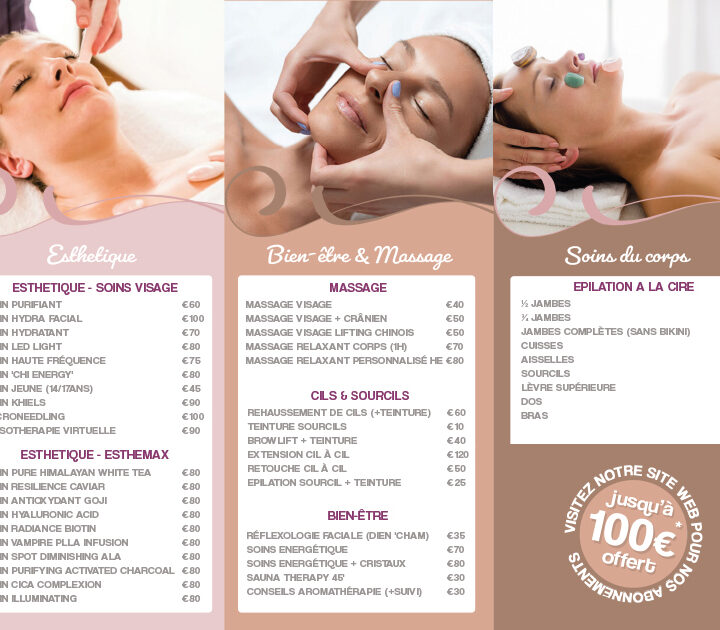 Esthetique
ESTHETIQUE - SOINS VISAGE
IN PURIFIANT €60
IN HYDRA FACIAL €100
IN HYDRATANT €70
IN LED LIGHT €80
IN HAUTE FRÉQUENCE €75
IN 'CHI ENERGY' €80
IN JEUNE (14/17ANS) €45
IN KHIELS €90
CRONEEDLING €100
SOTHERAPIE VIRTUELLE €90
ESTHETIQUE - ESTHEMAX
IN PURE HIMALAYAN WHITE TEA €80
IN RESILIENCE CAVIAR €80
IN ANTIOXYDANT GOJI €80
IN HYALURONIC ACID €80
IN RADIANCE BIOTIN €80
IN VAMPIRE PLLA INFUSION €80
IN SPOT DIMINISHING ALA €80
IN PURIFYING ACTIVATED CHARCOAL €80
IN CICA COMPLEXION €80
IN ILLUMINATING €80
Bien-être & Massage
MASSAGE
MASSAGE VISAGE €40
MASSAGE VISAGE + CRÂNIEN €50
MASSAGE VISAGE LIFTING CHINOIS €50
MASSAGE RELAXANT CORPS (1H) €70
MASSAGE RELAXANT PERSONNALISÉ HE €80
CILS & SOURCILS
REHAUSSEMENT DE CILS (+TEINTURE) €60
TEINTURE SOURCILS €10
BROWLIFT + TEINTURE €40
EXTENSION CIL À CIL €120
RETOUCHE CIL À CIL €50
EPILATION SOURCIL + TEINTURE €25
BIEN-ÊTRE
RÉFLEXOLOGIE FACIALE (DIEN 'CHAM) €35
SOINS ENERGÉTIQUE €70
SOINS ENERGÉTIQUE + CRISTAUX €80
SAUNA THERAPY 45' €30
CONSEILS AROMATHÉRAPIE (+SUIVI) €30
Soins du corps
EPILATION A LA CIRE
½ JAMBES
¾ JAMBES
JAMBES COMPLÈTES (SANS BIKINI)
CUISSES
AISSELLES
SOURCILS
LÈVRE SUPÉRIEURE
DOS
BRAS
VISITEZ NOTRE SITE WEB POUR NOS ABONNEMENTS
jusqu'à
100€*
offert